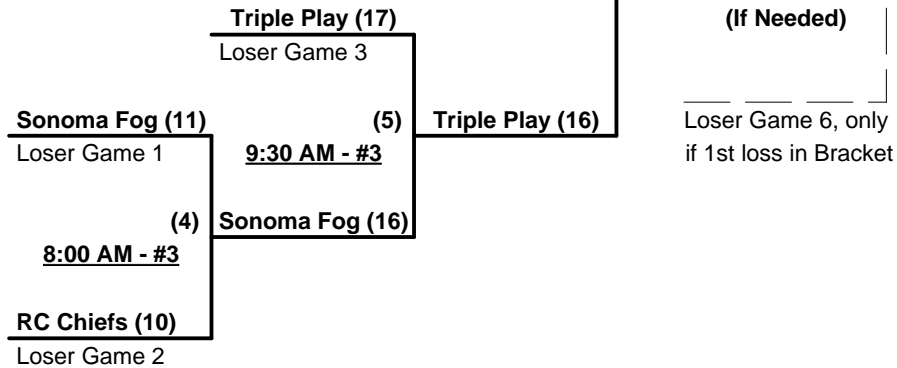 Triple Play (17)
(If Needed)
Loser Game 3
Sonoma Fog (11)
(5)
Triple Play (16)
Loser Game 6, only
Loser Game 1
9:30 AM - #3
if 1st loss in Bracket
(4)
Sonoma Fog (16)
8:00 AM - #3
RC Chiefs (10)
Loser Game 2